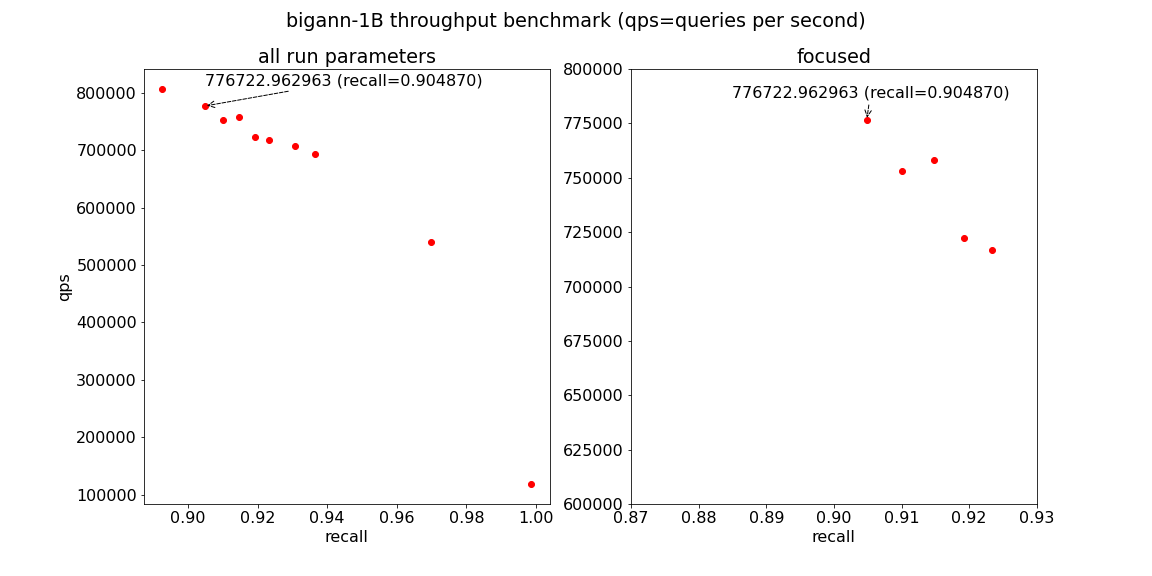 bigann-1B throughput benchmark (qps=queries per second)
all run parameters
776722.962963 (recall=0.904870)
800000
700000
600000
500000
400000
300000
200000
100000
qps
0.90 0.92 0.94 0.96 0.98 1.00
recall
focused
776722.962963 (recall=0.904870)
800000
775000
750000
725000
700000
675000
650000
625000
600000
0.87 0.88 0.89 0.90 0.91 0.92 0.93
recall